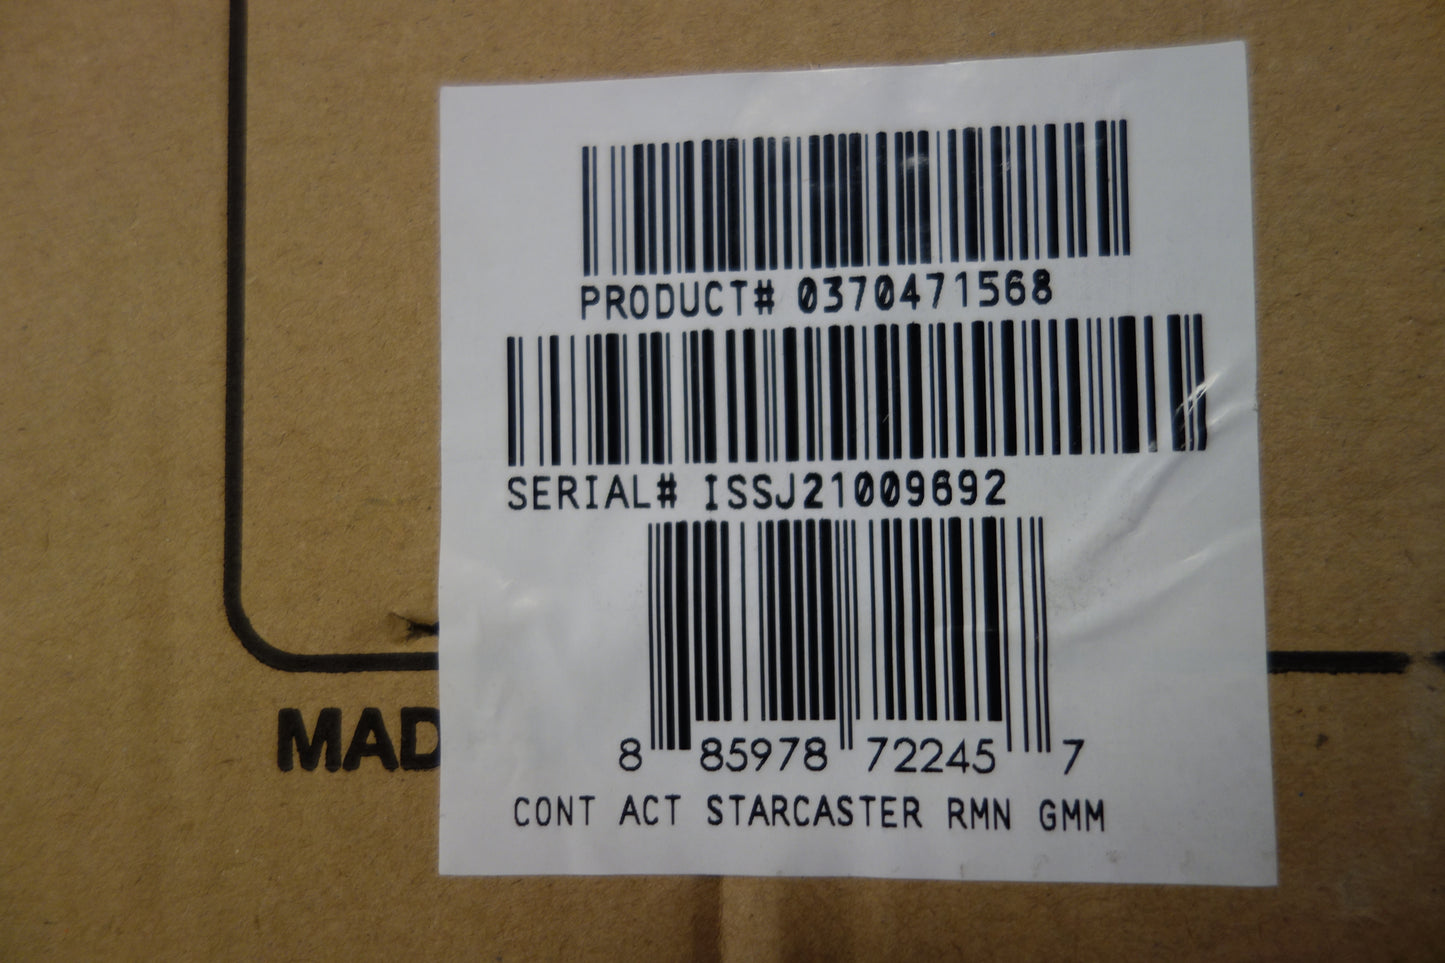 PRODUCT# 0370471568
SERIAL# ISSJ21009692
8 85978 72245 7
MAD
CONT ACT STARCASTER RMN GMM